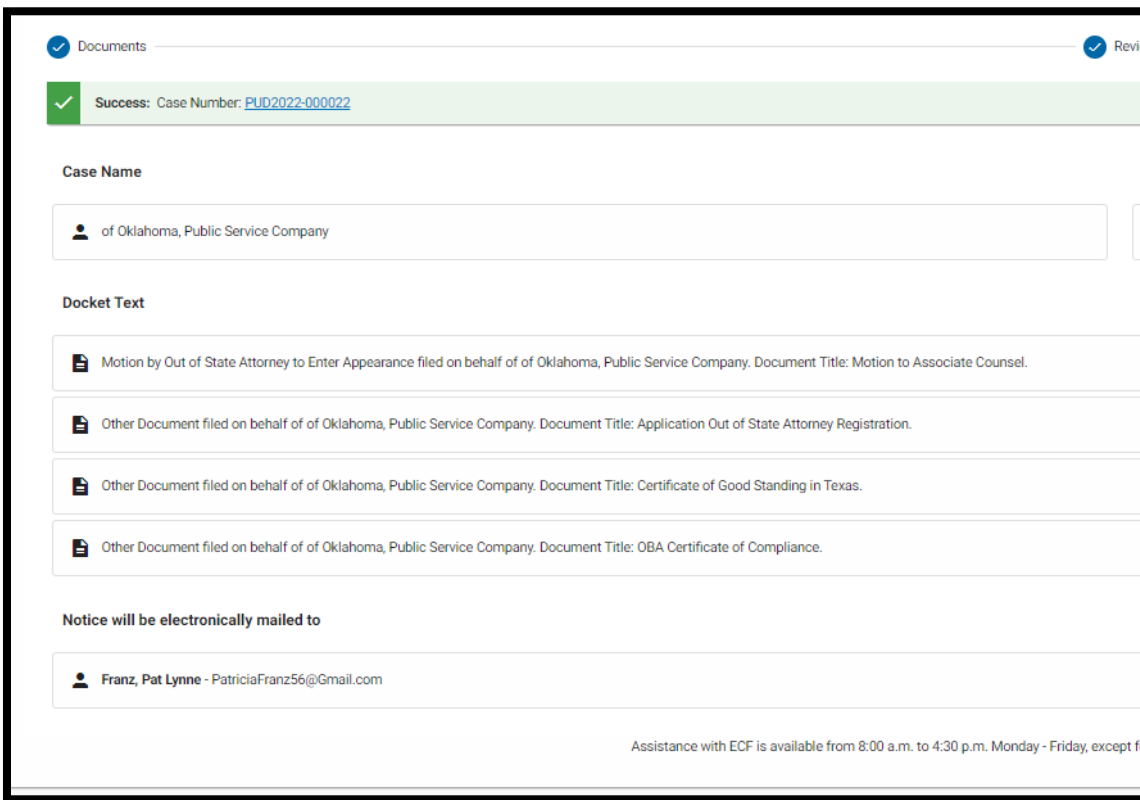 Documents
Revi
Success: Case Number: PUD2022-000022
Case Name
of Oklahoma, Public Service Company
Docket Text
Motion by Out of State Attorney to Enter Appearance filed on behalf of of Oklahoma, Public Service Company. Document Title: Motion to Associate Counsel.
Other Document filed on behalf of of Oklahoma, Public Service Company. Document Title: Application Out of State Attorney Registration.
Other Document filed on behalf of of Oklahoma, Public Service Company. Document Title: Certificate of Good Standing in Texas.
Other Document filed on behalf of of Oklahoma, Public Service Company. Document Title: OBA Certificate of Compliance.
Notice will be electronically mailed to
Franz, Pat Lynne - PatriciaFranz56@Gmail.com
Assistance with ECF is available from 8:00 a.m. to 4:30 p.m. Monday - Friday, except f